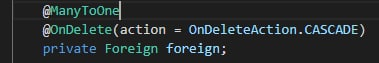 @ManyToOne
@OnDelete(action = OnDeleteAction.CASCADE)
private Foreign foreign;